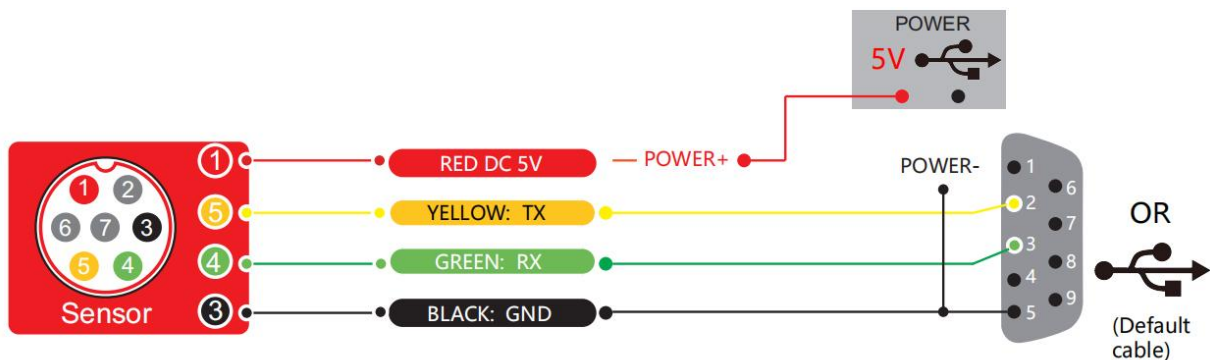 POWER
5V
1 RED DC 5V POWER+
POWER-
1 2
6 7 3
5 4
Sensor
5 YELLOW: TX
4 GREEN: RX
3 BLACK: GND
1
6
2
7
3
8
4
9
5
OR
(Default
cable)